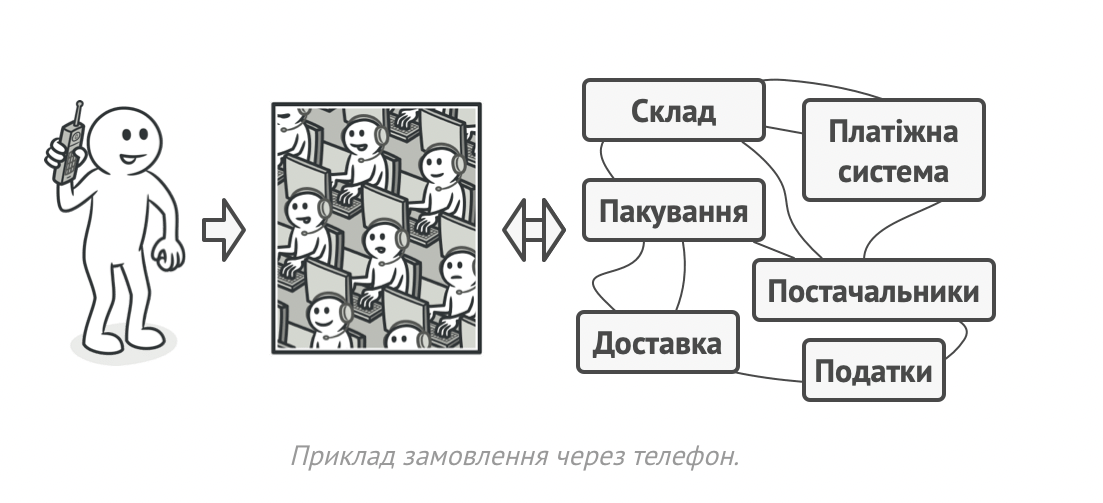 Склад
Платіжна
система
Пакування
Постачальники
Доставка
Податки
Приклад замовлення через телефон.